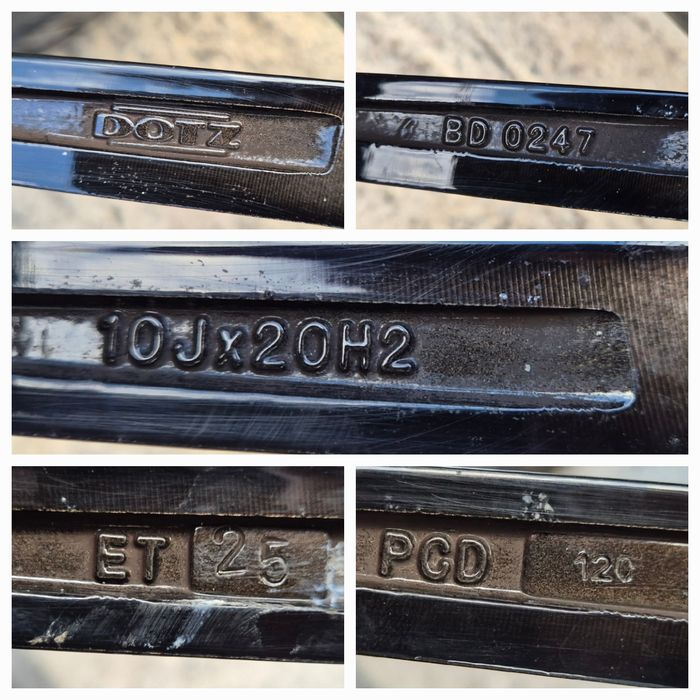 DOTZ
BD 0247
10Jx20H2
ET 25
PCD 120